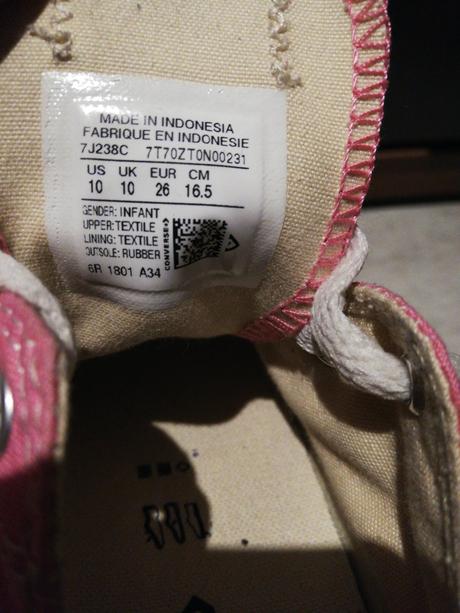 MADE IN INDONESIA
FABRIQUE EN INDONESIE
7J238C 7T70ZT0N00231
US UK EUR CM
10 10 26 16.5
GENDER: INFANT
UPPER: TEXTILE
LINING: TEXTILE
OUTSOLE: RUBBER
6R 1801 A34
CONVERSE